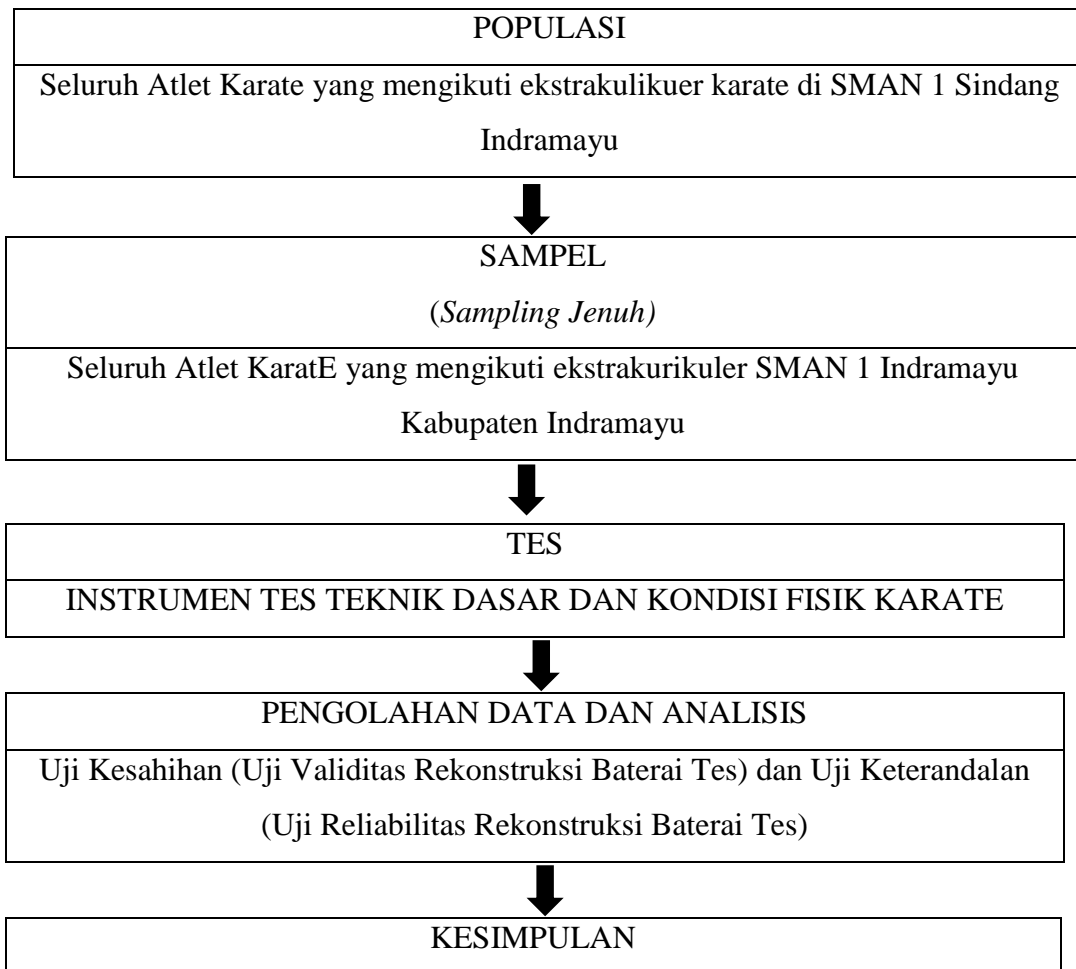 POPULASI
Seluruh Atlet Karate yang mengikuti ekstrakulikuer karate di SMAN 1 Sindang
Indramayu
SAMPEL
(Sampling Jenuh)
Seluruh Atlet KaratE yang mengikuti ekstrakurikuler SMAN 1 Indramayu
Kabupaten Indramayu
TES
INSTRUMEN TES TEKNIK DASAR DAN KONDISI FISIK KARATE
PENGOLAHAN DATA DAN ANALISIS
Uji Kesahihan (Uji Validitas Rekonstruksi Baterai Tes) dan Uji Keterandalan
(Uji Reliabilitas Rekonstruksi Baterai Tes)
KESIMPULAN